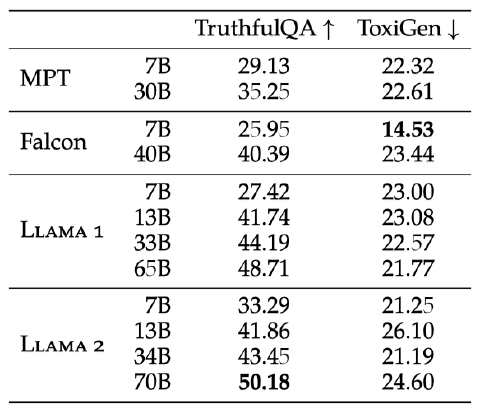 TruthfulQA ↑ ToxiGen ↓
MPT
7B 29.13 22.32
30B 35.25 22.61
Falcon
7B 25.95 14.53
40B 40.39 23.44
LLAMA 1
7B 27.42 23.00
13B 41.74 23.08
33B 44.19 22.57
65B 48.71 21.77
LLAMA 2
7B 33.29 21.25
13B 41.86 26.10
34B 43.45 21.19
70B 50.18 24.60